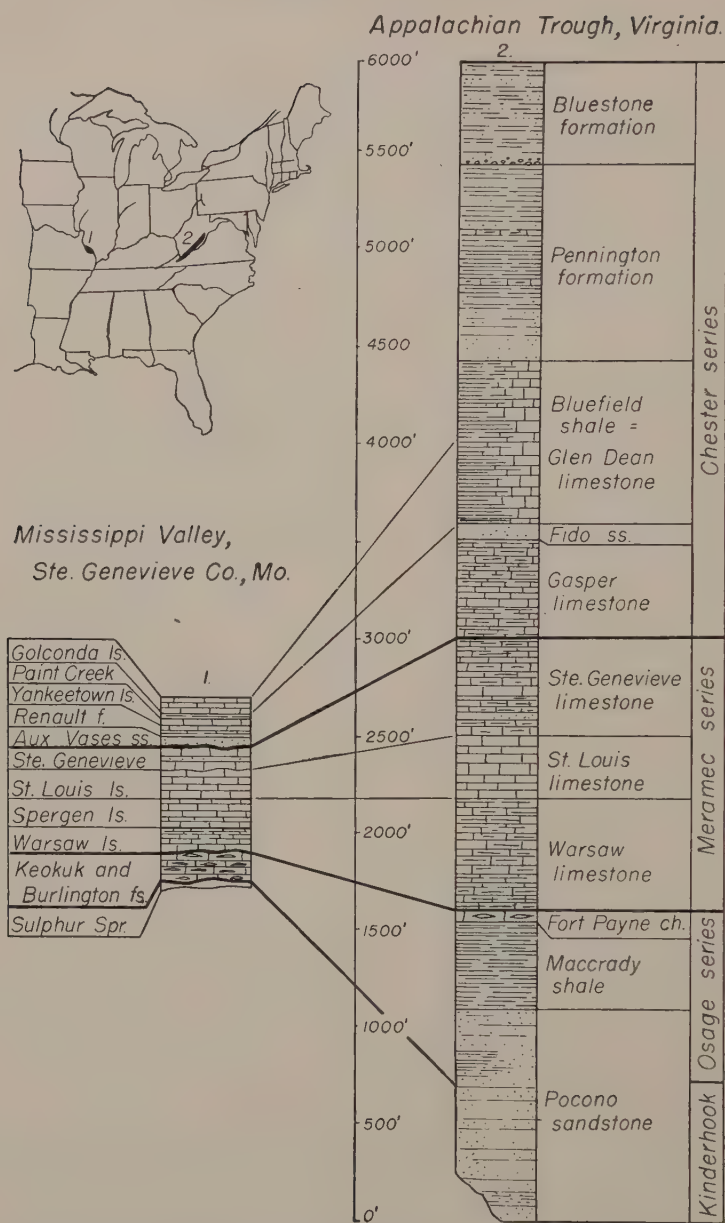 Appalachian Trough, Virginia.
2.
6000'
5500'
5000'
4500'
4000'
3000'
2500'
2000'
1500'
1000'
500'
0'
1
2
Mississippi Valley,
Ste. Genevieve Co., Mo.
1.
Golconda ls.
Paint Creek
Yankeetown ls.
Renault f.
Aux Vases ss.
Ste. Genevieve
St. Louis ls.
Spergen ls.
Warsaw ls.
Keokuk and
Burlington fs.
Sulphur Spr.
Bluestone
formation
Pennington
formation
Bluefield
shale =
Glen Dean
limestone
Fido ss.
Gasper
limestone
Ste. Genevieve
limestone
St. Louis
limestone
Warsaw
limestone
Fort Payne ch.
Maccrady
shale
Pocono
sandstone
Chester series
Meramec series
Osage series
Kinderhook